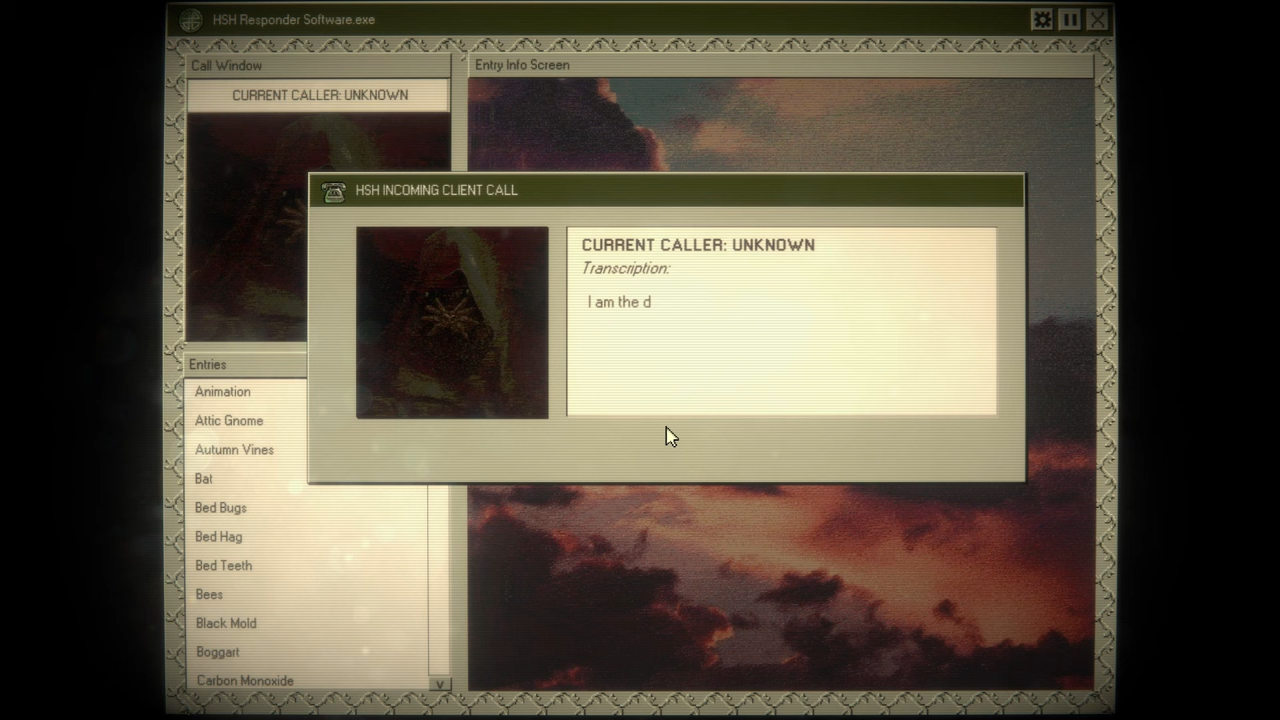 HSH Responder Software.exe
Call Window
Entry Info Screen
CURRENT CALLER: UNKNOWN
HSH INCOMING CLIENT CALL
CURRENT CALLER: UNKNOWN
Transcription:
I am the d
Entries
Animation
Attic Gnome
Autumn Vines
Bat
Bed Bugs
Bed Hag
Bed Teeth
Bees
Black Mold
Boggart
Carbon Monoxide